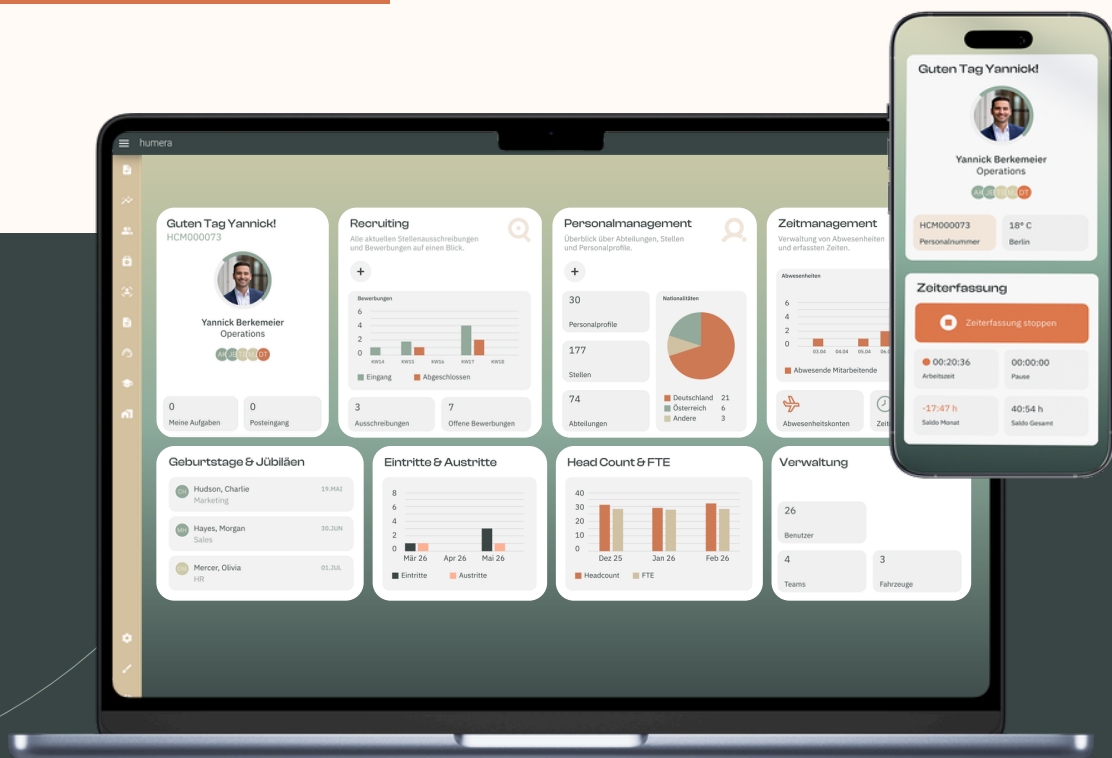 humera
Guten Tag Yannick!
HCM000073
Yannick Berkemeier
Operations
DT
0
Meine Aufgaben
0
Posteingang
Recruiting
Alle aktuellen Stellenausschreibungen
und Bewerbungen auf einen Blick.
+
Bewerbungen
6
4
2
0
KW14 KW15 KW16 KW17 KW18
Eingang Abgeschlossen
3
Ausschreibungen
7
Offene Bewerbungen
Personalmanagement
Überblick über Abteilungen, Stellen
und Personalprofile.
+
30
Personalprofile
177
Stellen
74
Abteilungen
Nationalitäten
Deutschland 21
Österreich 6
Andere 3
Zeitmanagement
Verwaltung von Abwesenheiten
und erfassten Zeiten.
Abwesenheiten
6
4
2
0
03.04 04.04 05.04
Abwesende Mitarbeitende
Abwesenheitskonten
Geburtstage & Jübiläen
CH
Hudson, Charlie
19.MAI
Marketing
MH
Hayes, Morgan
30.JUN
Sales
Mercer, Olivia
01.JUL
HR
Eintritte & Austritte
8
6
4
2
0
Mär 26 Apr 26 Mai 26
Eintritte Austritte
Head Count & FTE
40
30
20
10
0
Dez 25 Jan 26 Feb 26
Headcount FTE
Verwaltung
26
Benutzer
4
Teams
3
Fahrzeuge
Guten Tag Yannick!
Yannick Berkemeier
Operations
DT
HCM000073
Personalnummer
18° C
Berlin
Zeiterfassung
Zeiterfassung stoppen
00:20:36
Arbeitszeit
00:00:00
Pause
-17:47 h
Saldo Monat
40:54 h
Saldo Gesamt